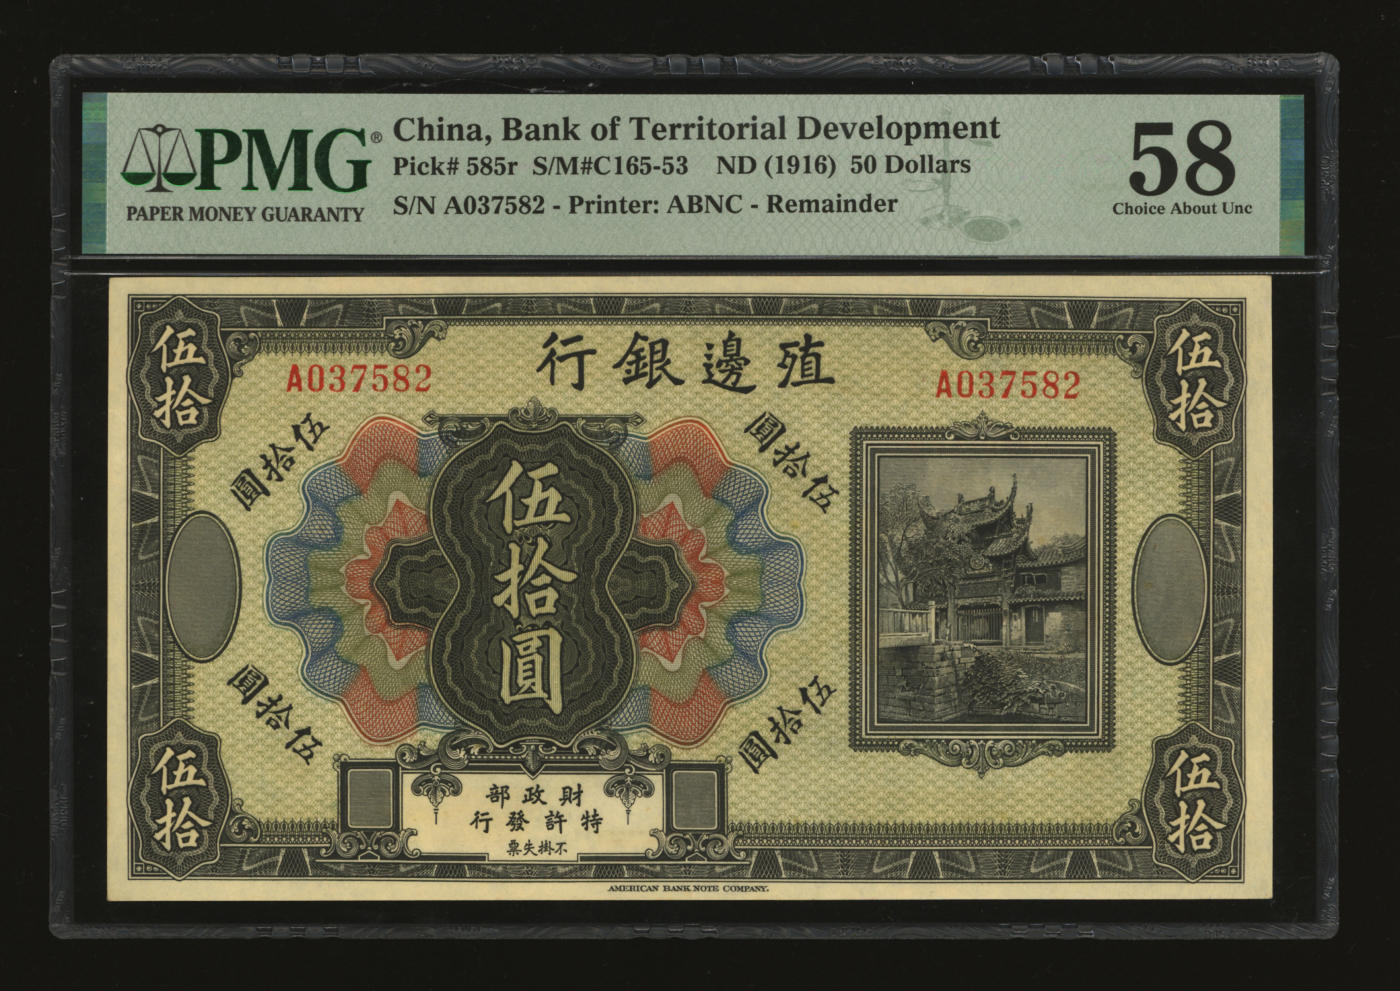 PMG®
PAPER MONEY GUARANTY
China, Bank of Territorial Development
Pick# 585r S/M#C165-53 ND (1916) 50 Dollars
S/N A037582 - Printer: ABNC - Remainder
58
Choice About Unc
伍拾
行銀邊殖
伍拾
A037582
A037582
圓拾伍
圓拾伍
伍拾圓
圓拾伍
圓拾伍
伍拾
部政財
行發許特
票失掛不
伍拾
AMERICAN BANK NOTE COMPANY.